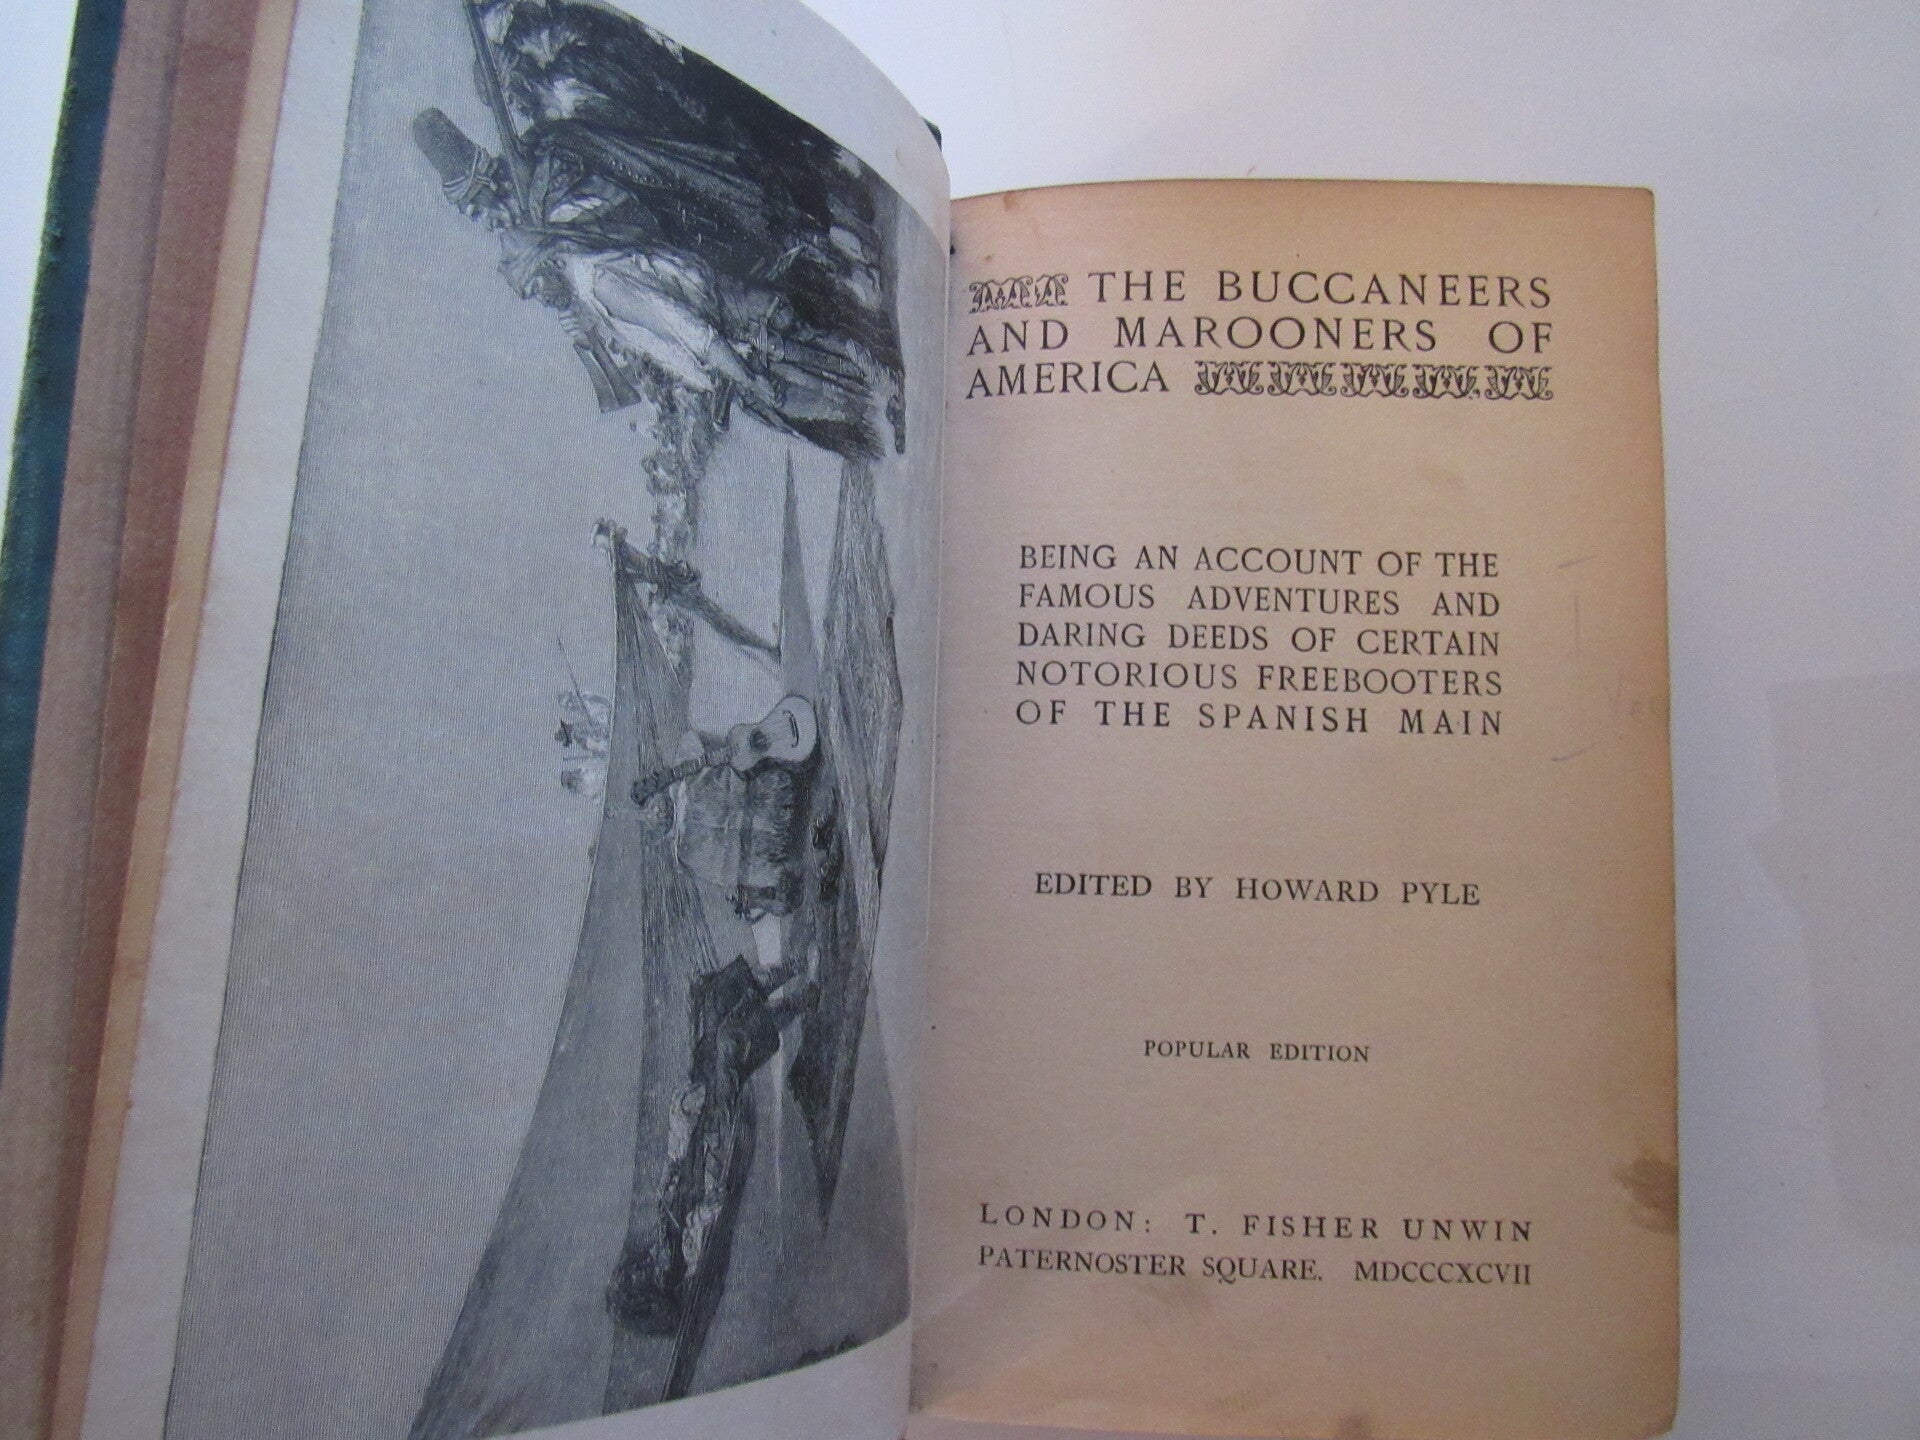 THE BUCCANEERS
AND MAROONERS OF
AMERICA
BEING AN ACCOUNT OF THE
FAMOUS ADVENTURES AND
DARING DEEDS OF CERTAIN
NOTORIOUS FREEBOOTERS
OF THE SPANISH MAIN
EDITED BY HOWARD PYLE
POPULAR EDITION
LONDON: T. FISHER UNWIN
PATERNOSTER SQUARE. MDCCCXCVII